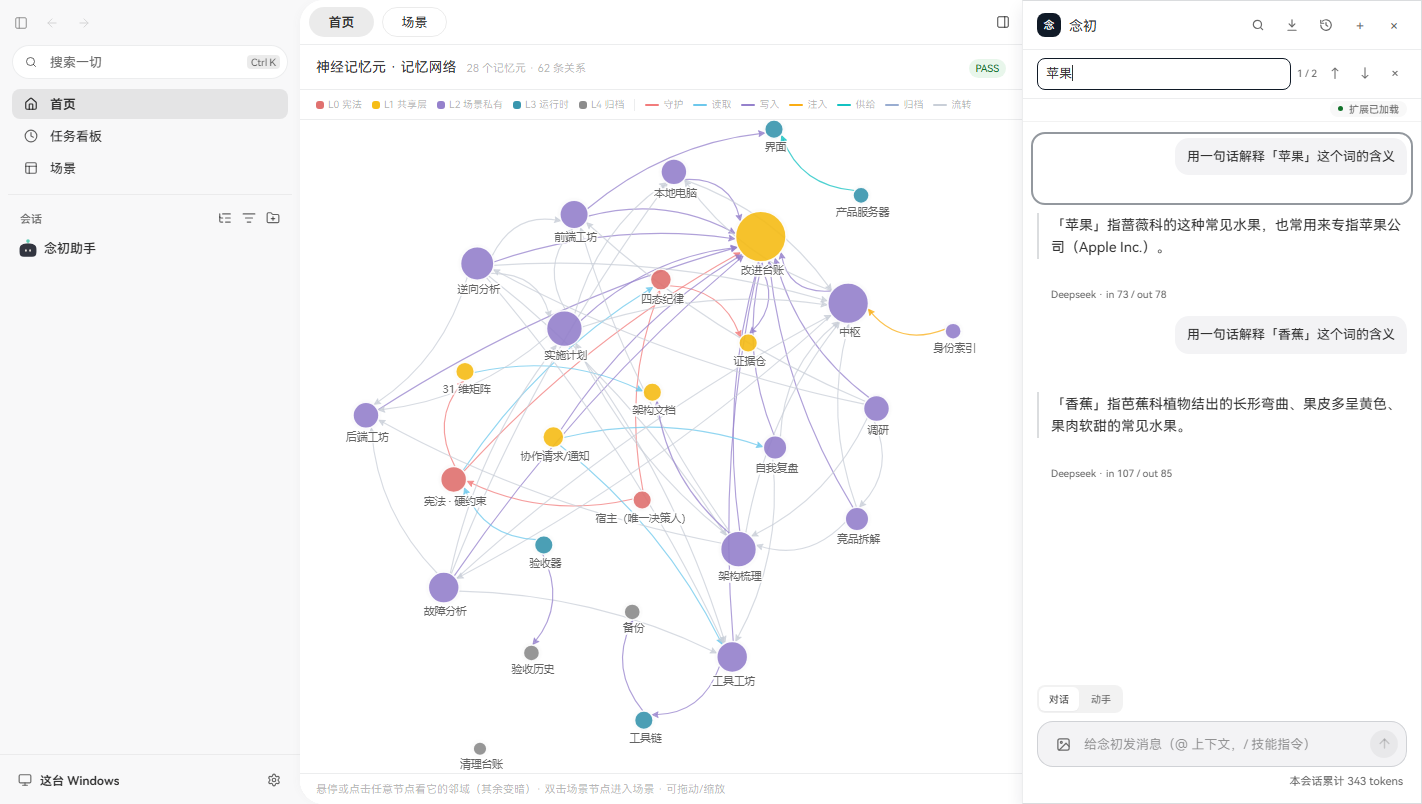 搜索一切
Ctrl K
首页
任务看板
场景
会话
念初助手
这台 Windows
首页
场景
神经记忆元 · 记忆网络
28 个记忆元 · 62 条关系
PASS
L0 宪法
L1 共享层
L2 场景私有
L3 运行时
L4 归档
守护
读取
写入
注入
供给
归档
流转
界面
本地电脑
产品服务器
前端工坊
改进台账
逆向分析
四态纪律
中枢
身份索引
实施计划
证据仓
31 维矩阵
架构文档
后端工坊
调研
协作请求/通知
自我复盘
宪法 · 硬约束
宿主（唯一决策人）
竞品拆解
验收器
架构梳理
故障分析
备份
验收历史
工具工坊
工具链
清理台账
悬停或点击任意节点看它的邻域（其余变暗）· 双击场景节点进入场景 · 可拖动/缩放
念
念初
苹果
1 / 2
扩展已加载
用一句话解释「苹果」这个词的含义
「苹果」指蔷薇科的这种常见水果，也常用来专指苹果公
司（Apple Inc.）。
Deepseek · in 73 / out 78
用一句话解释「香蕉」这个词的含义
「香蕉」指芭蕉科植物结出的长形弯曲、果皮多呈黄色、
果肉软甜的常见水果。
Deepseek · in 107 / out 85
对话
动手
给念初发消息（@ 上下文，/ 技能指令）
本会话累计 343 tokens